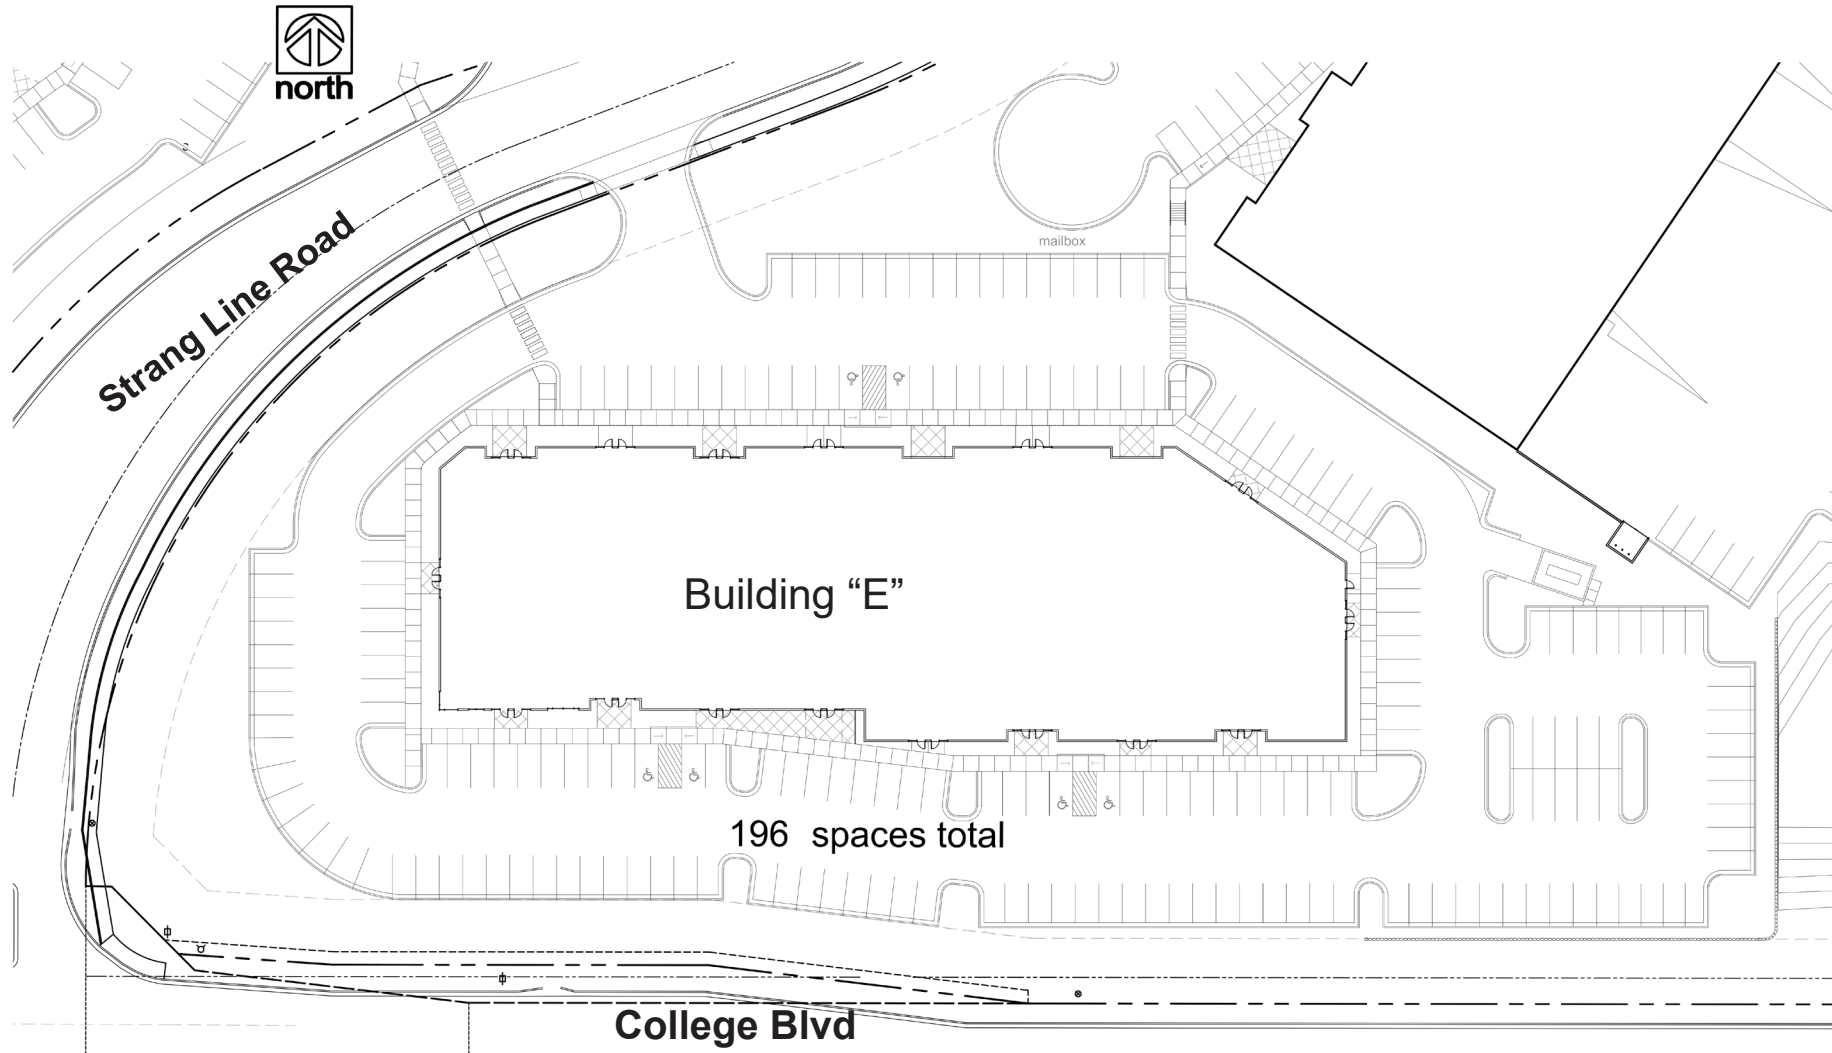 north
Strang Line Road
mailbox
Building “E”
196 spaces total
College Blvd